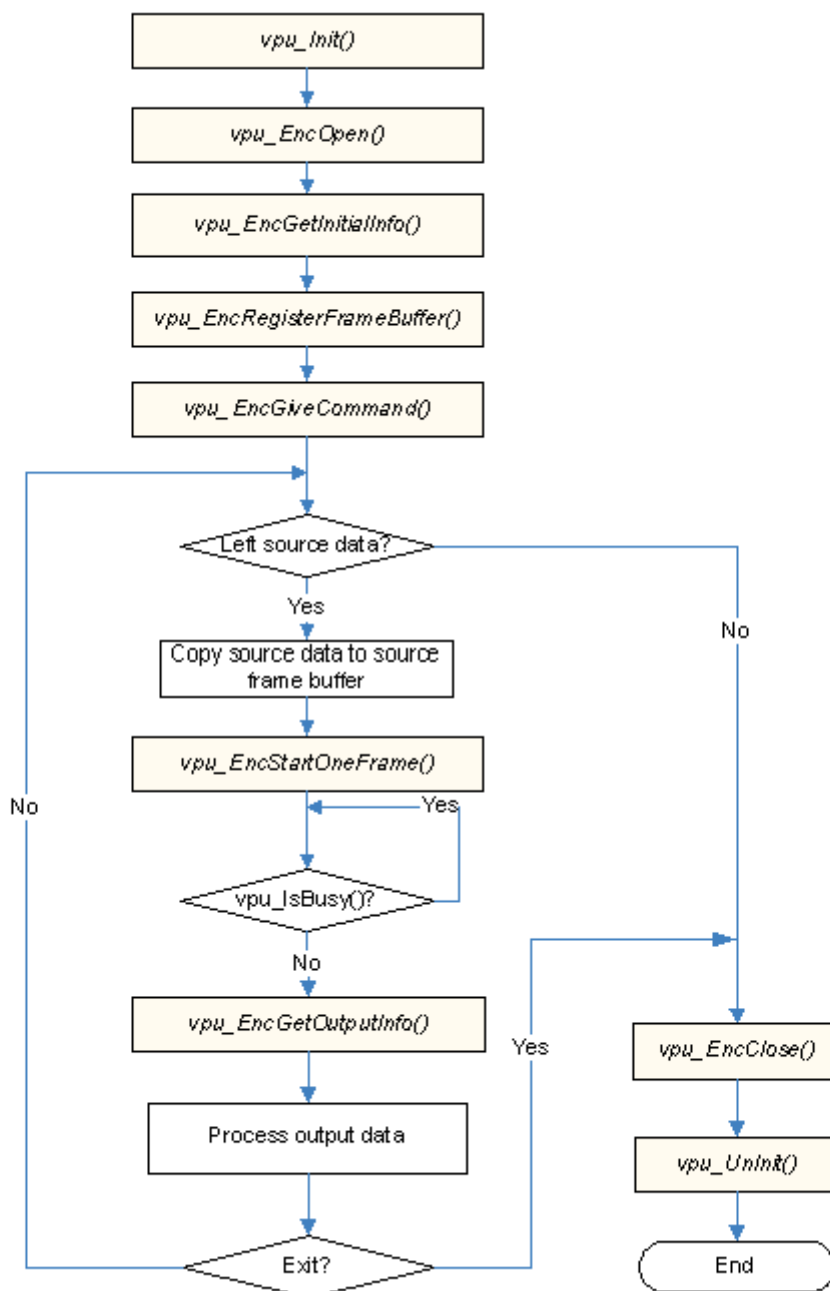 vpu_Init()
vpu_EncOpen()
vpu_EncGetInitialInfo()
vpu_EncRegisterFrameBuffer()
vpu_EncGiveCommand()
Left source data?
Yes
No
Copy source data to source
frame buffer
vpu_EncStartOneFrame()
No
Yes
vpu_IsBusy()?
No
vpu_EncGetOutputInfo()
Yes
vpu_EncClose()
Process output data
vpu_UnInit()
Exit?
End